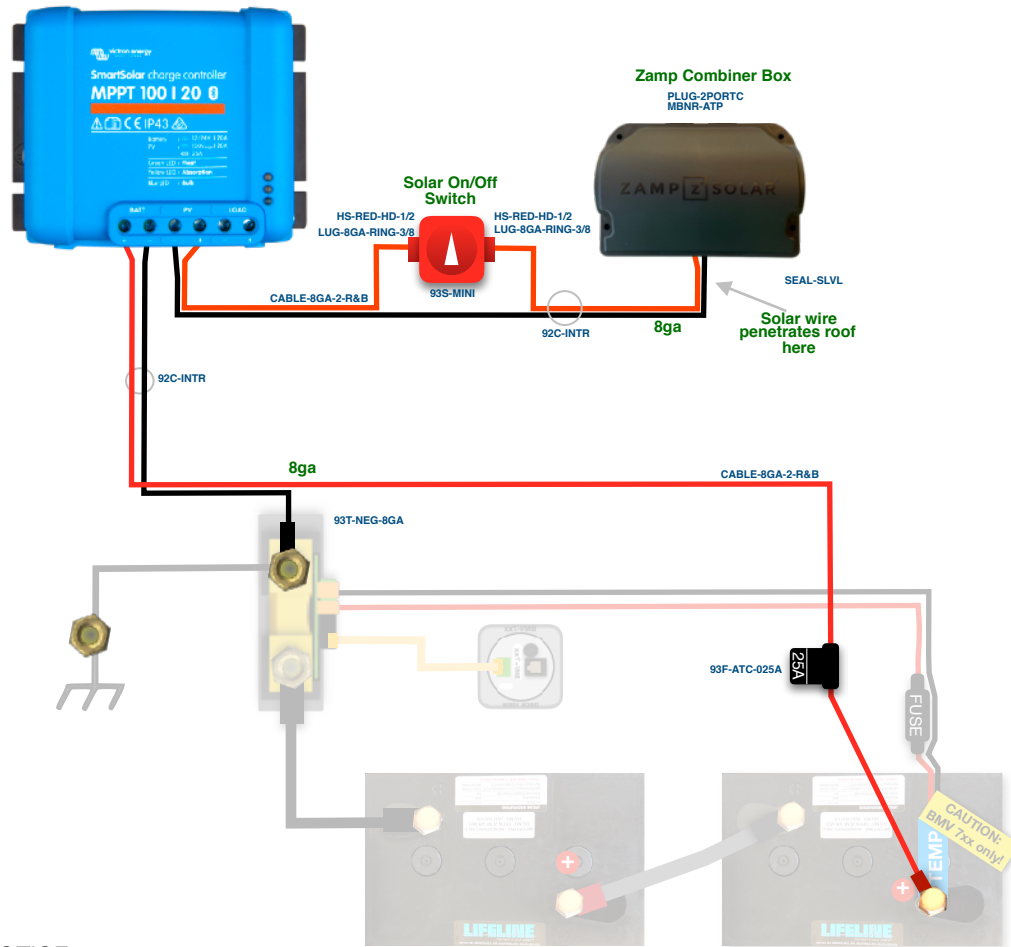 victron energy
SmartSolar charge controller
MPPT 100 | 20
IP43
BATT PV LOAD
Zamp Combiner Box
PLUG-2PORTC
MBNR-ATP
ZAMP Z SOLAR
Solar On/Off
Switch
HS-RED-HD-1/2
LUG-8GA-RING-3/8
HS-RED-HD-1/2
LUG-8GA-RING-3/8
93S-MINI
CABLE-8GA-2-R&B
SEAL-SLVL
Solar wire
penetrates roof
here
8ga
92C-INTR
92C-INTR
8ga
CABLE-8GA-2-R&B
93T-NEG-8GA
93F-ATC-025A
25A
FUSE
CAUTION:
BMV 7xx only!
TEMP
LIFELINE
LIFELINE